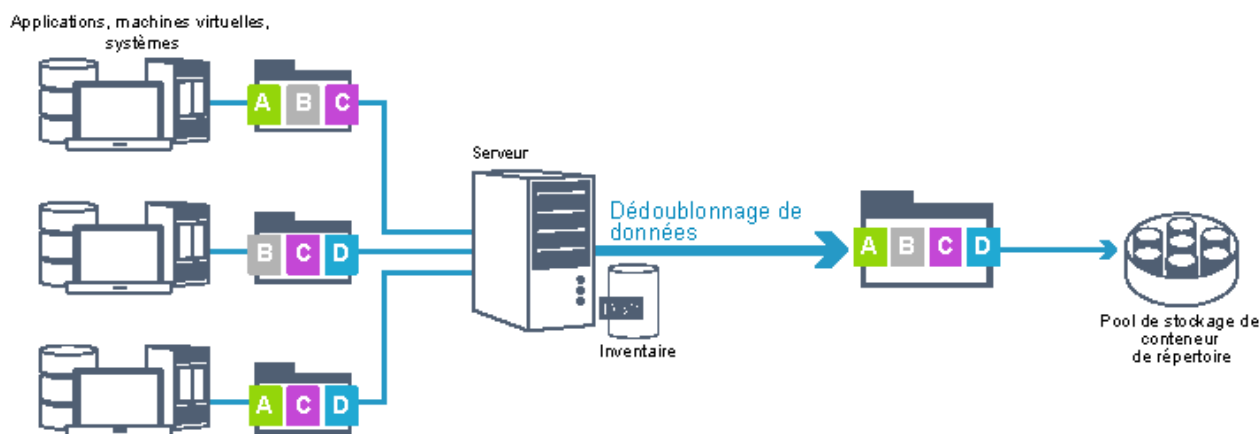 Applications, machines virtuelles,
systèmes
A B C
Serveur
B C D
Dédoublonnage de
données
A B C D
Inventaire
Pool de stockage de
conteneur
de répertoire
A C D